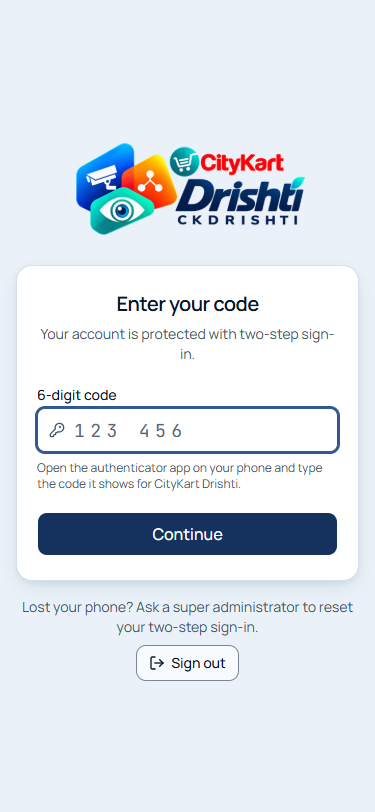 CityKart
Drishti
CKDRISHTI
Enter your code
Your account is protected with two-step sign-
in.
6-digit code
123 456
Open the authenticator app on your phone and type
the code it shows for CityKart Drishti.
Continue
Lost your phone? Ask a super administrator to reset
your two-step sign-in.
Sign out